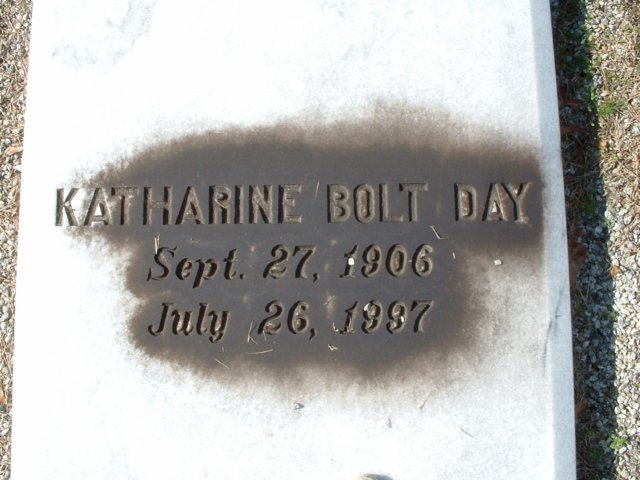 KATHARINE BOLT DAY
Sept. 27, 1906
July 26, 1997